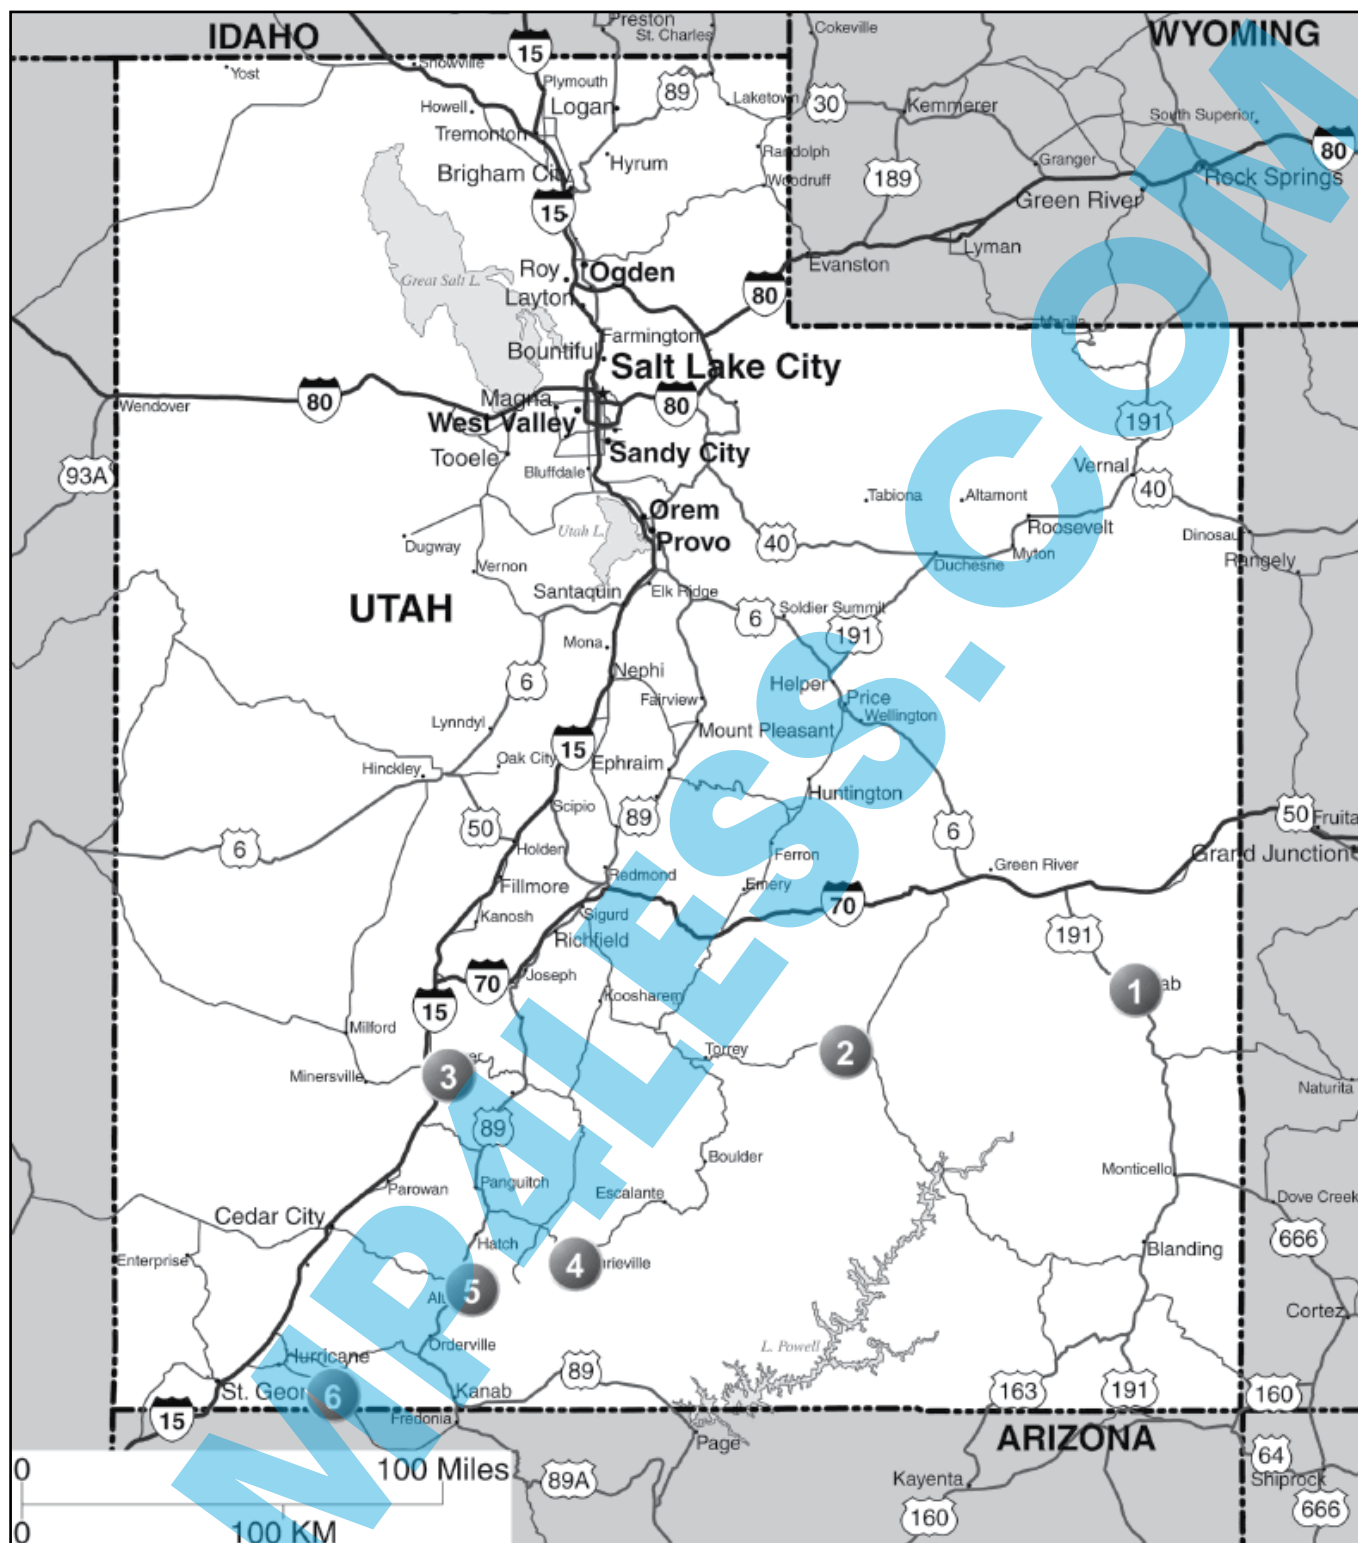 IDAHO
WYOMING
Preston
St. Charles
Cokeville
15
Snowville
Yost
Plymouth
89
Laketown
30
Kemmerer
South Superior
Howell
Logan
Tremonton
Randolph
80
Hyrum
Granger
Brigham City
Woodruff
189
Rock Springs
Green River
15
Lyman
Evanston
Roy
Ogden
Great Salt L.
80
Layton
Manila
Farmington
Bountiful
Salt Lake City
Magna
80
80
Wendover
West Valley
191
Sandy City
Tooele
Bluffdale
Vernal
93A
40
Tabiona
Altamont
Orem
Roosevelt
Utah L.
Dinosaur
Provo
40
Dugway
Myton
Rangely
Vernon
Duchesne
Santaquin
Elk Ridge
UTAH
6
Soldier Summit
191
Mona
Nephi
6
Helper
Price
Fairview
Wellington
Lynndyl
Mount Pleasant
15
Oak City
Ephraim
Hinckley
Huntington
Scipio
89
50
50
Fruita
6
6
Holden
Ferron
Grand Junction
Green River
Redmond
Fillmore
Emery
70
Kanosh
Sigurd
Richfield
191
70
Joseph
1
ab
Koosharem
15
Milford
2
Torrey
er
3
Minersville
Naturita
89
Boulder
Monticello
Parowan
Panguitch
Escalante
Dove Creek
Cedar City
Hatch
666
Blanding
Enterprise
4
rieville
5
Al
Cortez
Orderville
L. Powell
Hurricane
89
St. Geor
6
Kanab
163
191
160
15
Fredonia
Page
ARIZONA
64
0
100 Miles
89A
Kayenta
Shiprock
160
666
0
100 KM
MP4LESS.COM